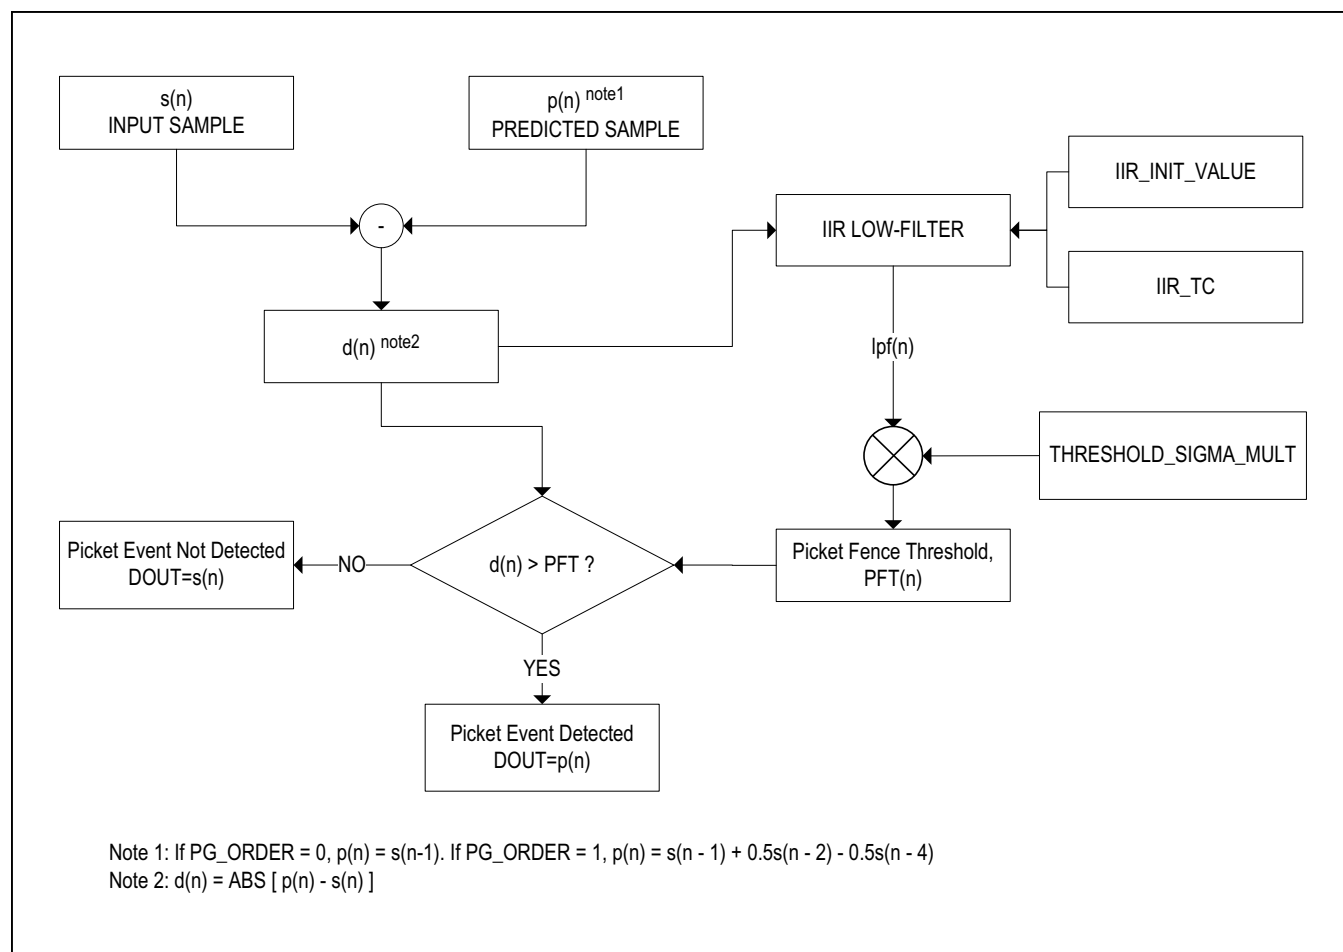 s(n)
INPUT SAMPLE
p(n) note1
PREDICTED SAMPLE
-
IIR_INIT_VALUE
IIR LOW-FILTER
IIR_TC
d(n) note2
lpf(n)
THRESHOLD_SIGMA_MULT
Picket Event Not Detected
DOUT=s(n)
NO
d(n) > PFT ?
Picket Fence Threshold,
PFT(n)
YES
Picket Event Detected
DOUT=p(n)
Note 1: If PG_ORDER = 0, p(n) = s(n-1). If PG_ORDER = 1, p(n) = s(n - 1) + 0.5s(n - 2) - 0.5s(n - 4)
Note 2: d(n) = ABS [ p(n) - s(n) ]